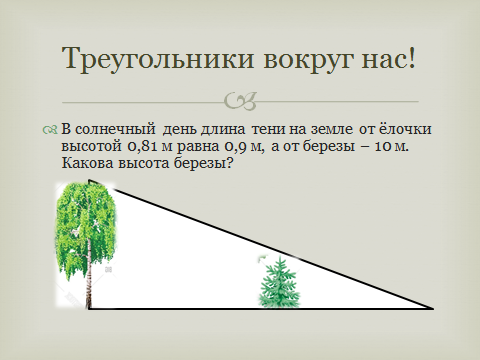 Треугольники вокруг нас!
В солнечный день длина тени на земле от ёлочки
высотой 0,81 м равна 0,9 м, а от березы – 10 м.
Какова высота березы?